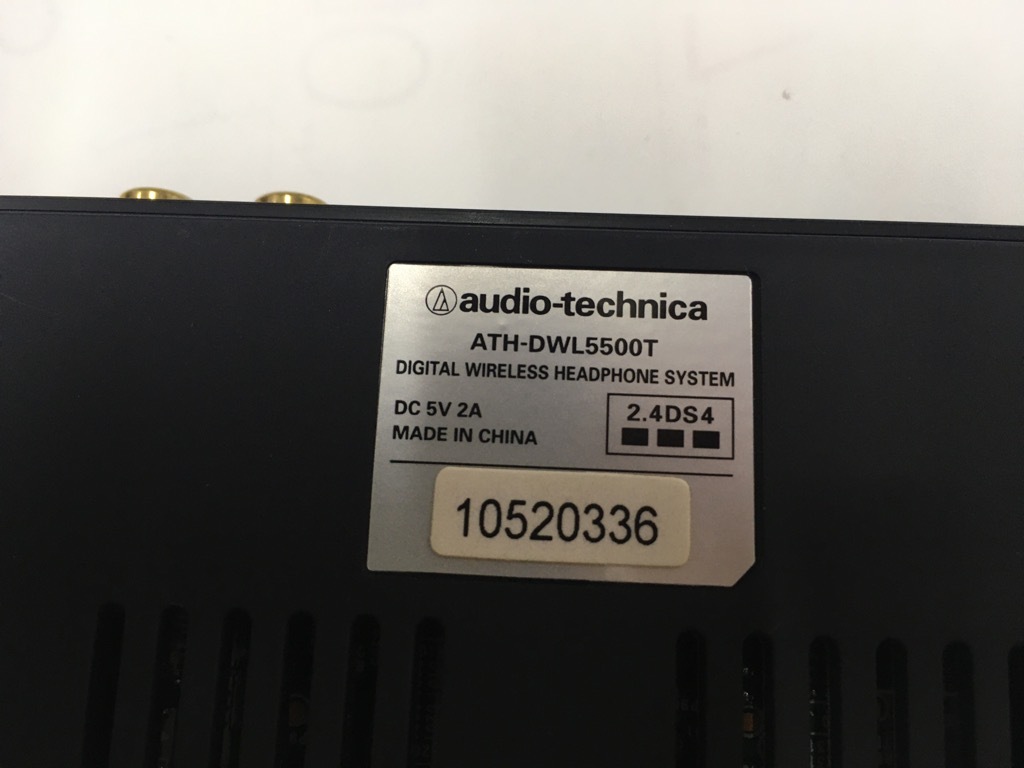 audio-technica
ATH-DWL5500T
DIGITAL WIRELESS HEADPHONE SYSTEM
DC 5V 2A
MADE IN CHINA
2.4DS4
10520336